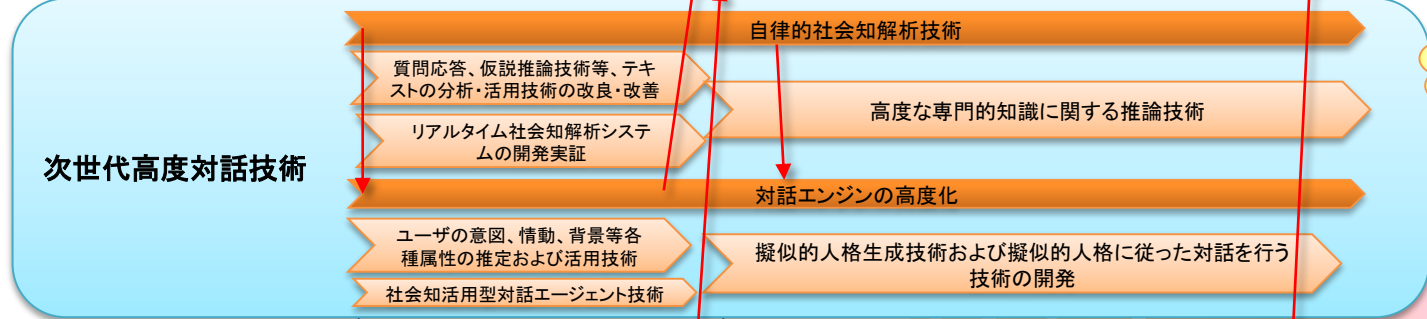 自律的社会知解析技術
質問応答、仮説推論技術等、テキ
ストの分析・活用技術の改良・改善
高度な専門的知識に関する推論技術
リアルタイム社会知解析システ
ムの開発実証
次世代高度対話技術
対話エンジンの高度化
ユーザの意図、情動、背景等各
種属性の推定および活用技術
擬似的人格生成技術および擬似的人格に従った対話を行う
技術の開発
社会知活用型対話エージェント技術